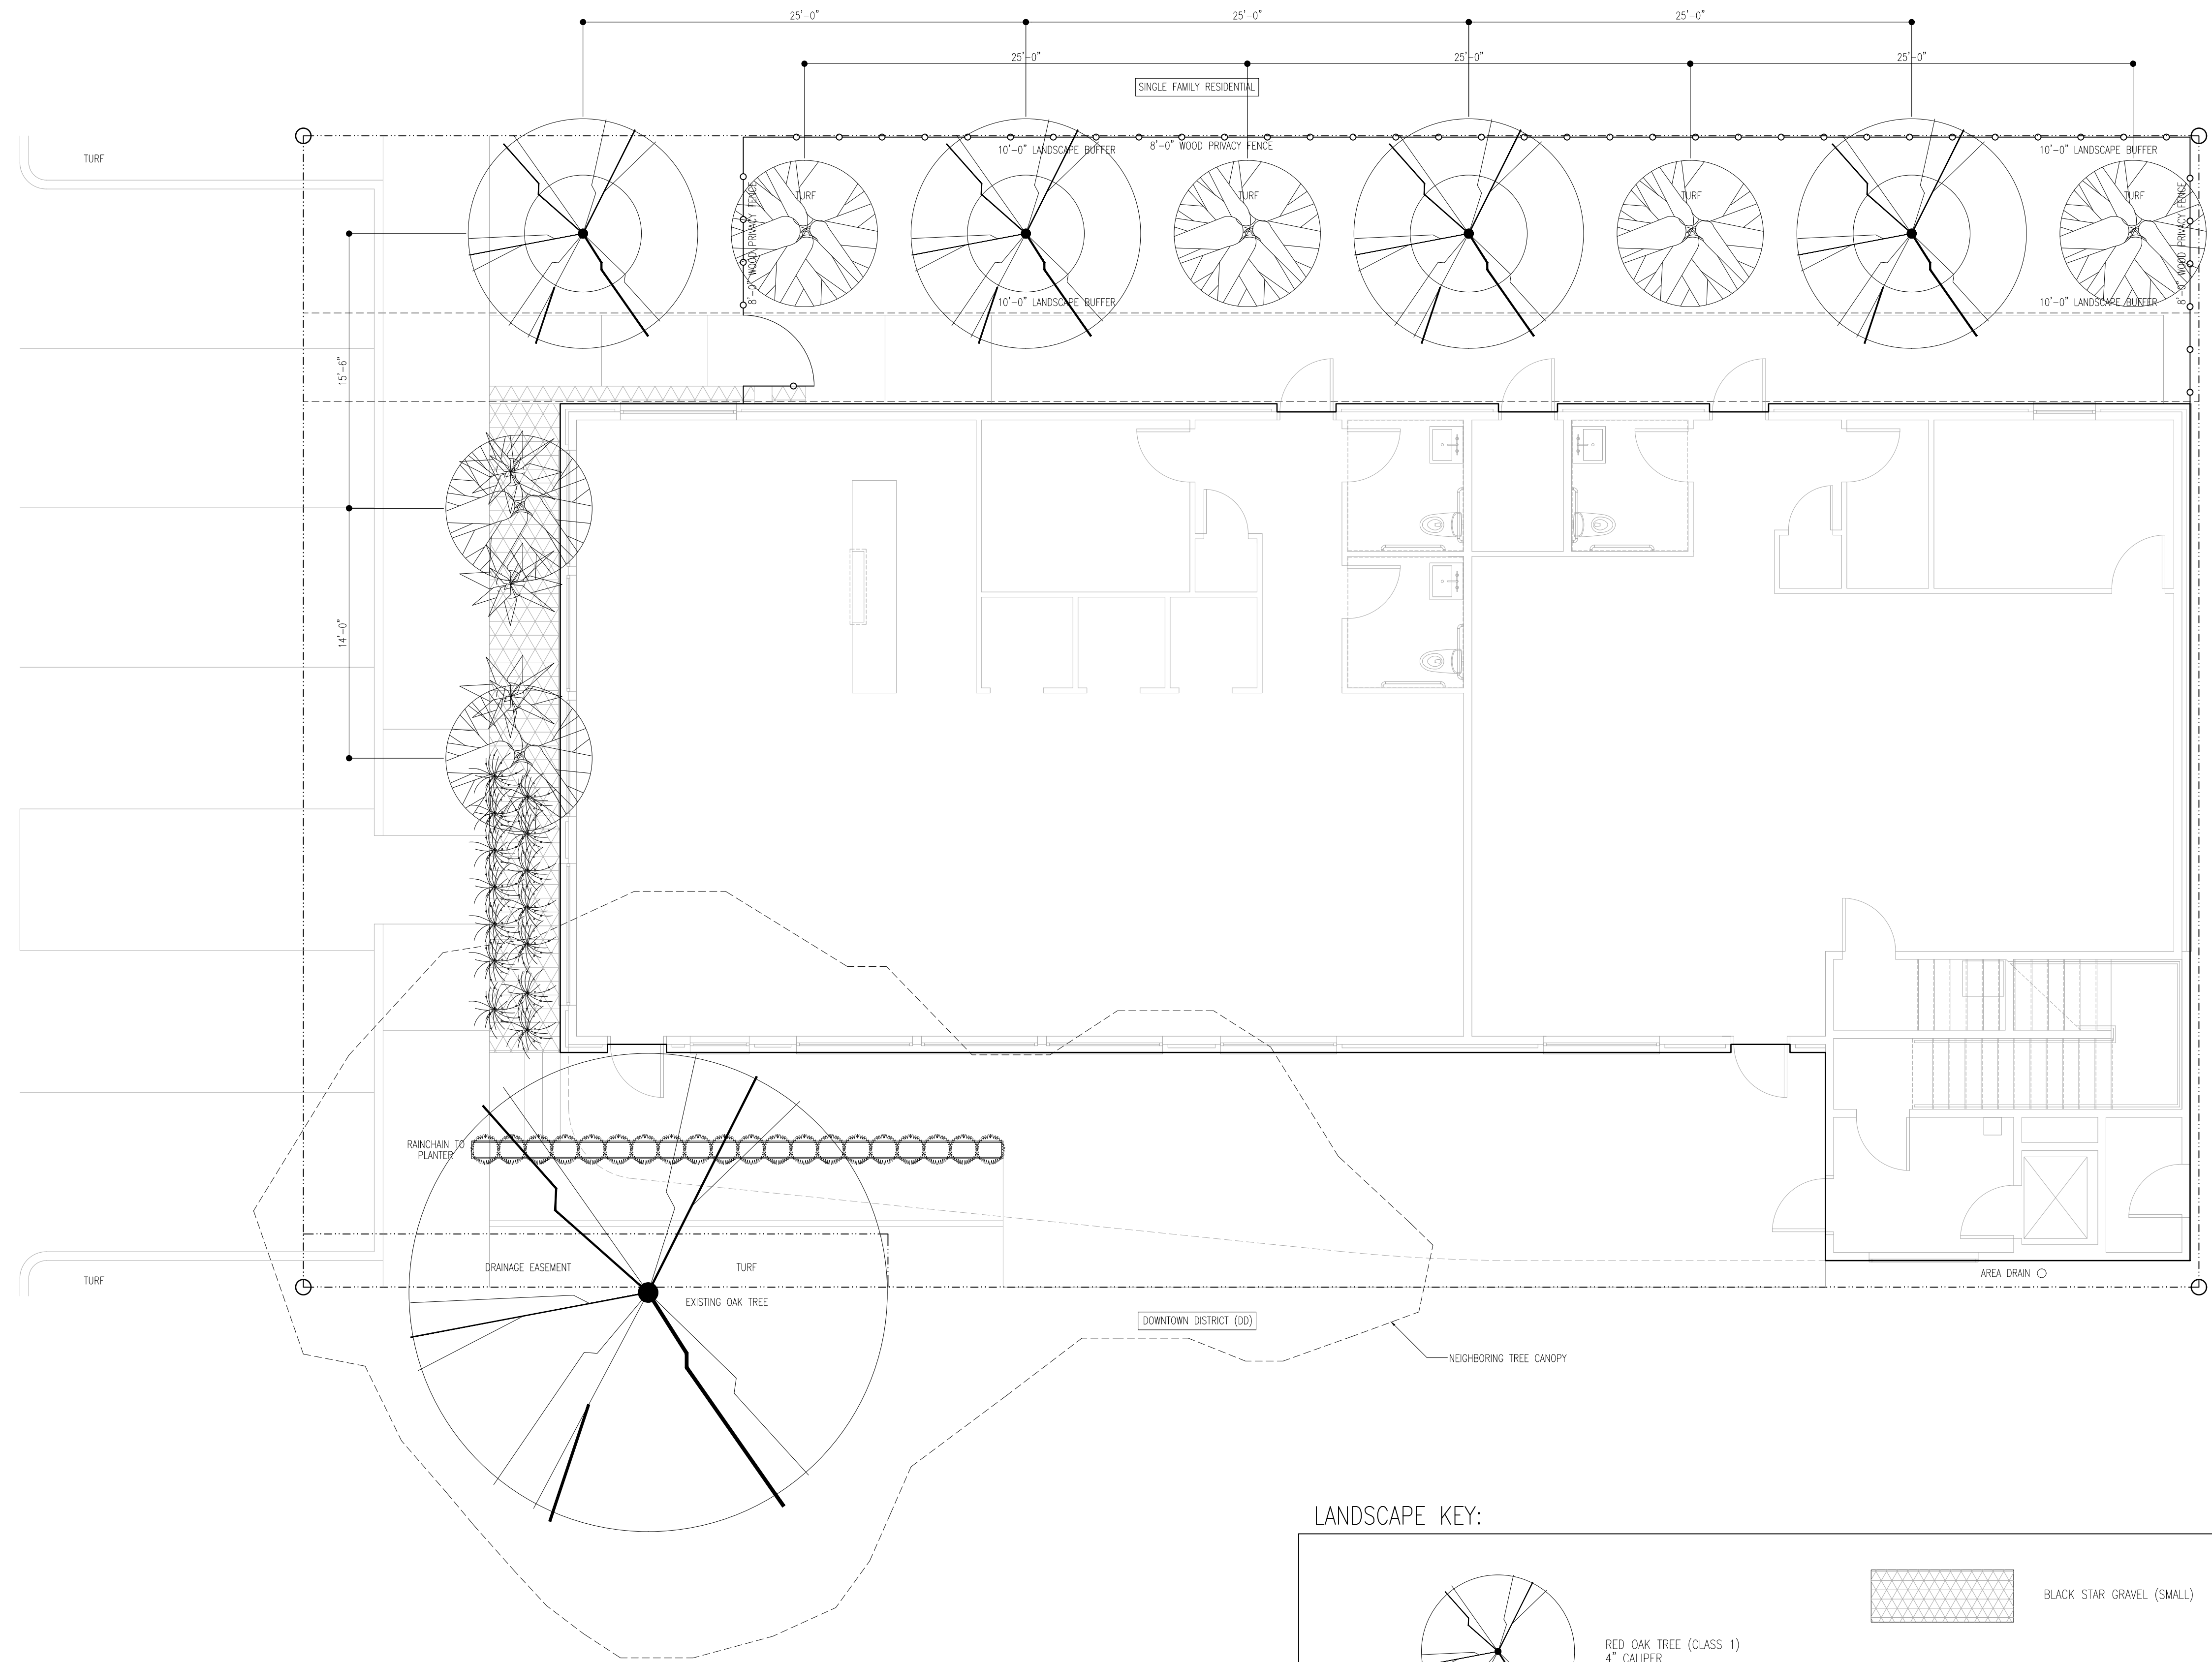 25'-0"
25'-0"
25'-0"
25'-0"
25'-0"
25'-0"
SINGLE FAMILY RESIDENTIAL
10'-0" LANDSCAPE BUFFER
8'-0" WOOD PRIVACY FENCE
10'-0" LANDSCAPE BUFFER
TURF
TURF
TURF
TURF
TURF
8'-0" WOOD PRIVACY FENCE
8'-0" WOOD PRIVACY FENCE
10'-0" LANDSCAPE BUFFER
10'-0" LANDSCAPE BUFFER
15'-6"
14'-0"
RAINCHAIN TO
PLANTER
DRAINAGE EASEMENT
TURF
TURF
AREA DRAIN
EXISTING OAK TREE
DOWNTOWN DISTRICT (DD)
NEIGHBORING TREE CANOPY
LANDSCAPE KEY:
BLACK STAR GRAVEL (SMALL)
RED OAK TREE (CLASS 1)
4" CALIPER